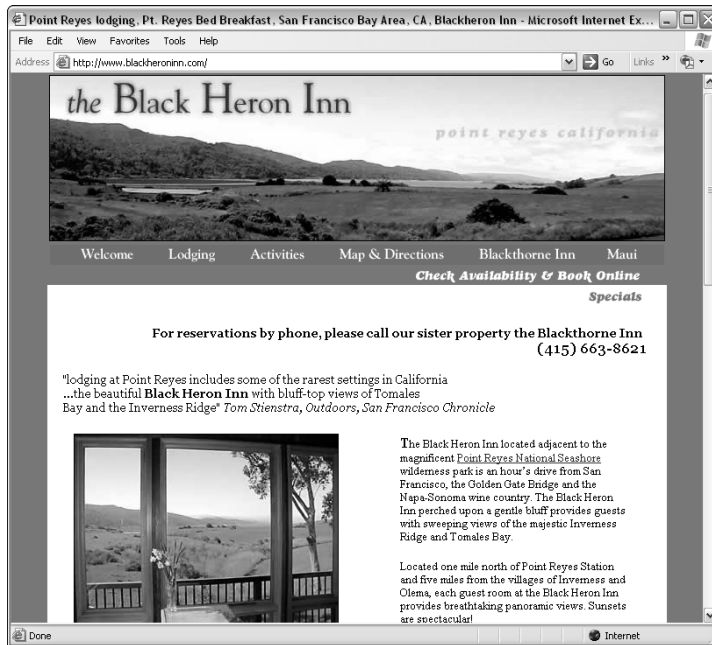 Point Reyes lodging, Pt. Reyes Bed Breakfast, San Francisco Bay Area, CA, Blackheron Inn - Microsoft Internet Ex...
File Edit View Favorites Tools Help
Address http://www.blackheroninn.com/ Go Links »
the Black Heron Inn
point reyes california
Welcome Lodging Activities Map & Directions Blackthorne Inn Maui
Check Availability & Book Online
Specials
For reservations by phone, please call our sister property the Blackthorne Inn
(415) 663-8621
"lodging at Point Reyes includes some of the rarest settings in California
...the beautiful Black Heron Inn with bluff-top views of Tomales
Bay and the Inverness Ridge" Tom Stienstra, Outdoors, San Francisco Chronicle
The Black Heron Inn located adjacent to the
magnificent Point Reyes National Seashore
wilderness park is an hour's drive from San
Francisco, the Golden Gate Bridge and the
Napa-Sonoma wine country. The Black Heron
Inn perched upon a gentle bluff provides guests
with sweeping views of the majestic Inverness
Ridge and Tomales Bay.
Located one mile north of Point Reyes Station
and five miles from the villages of Inverness and
Olema, each guest room at the Black Heron Inn
provides breathtaking panoramic views. Sunsets
are spectacular!
Done Internet